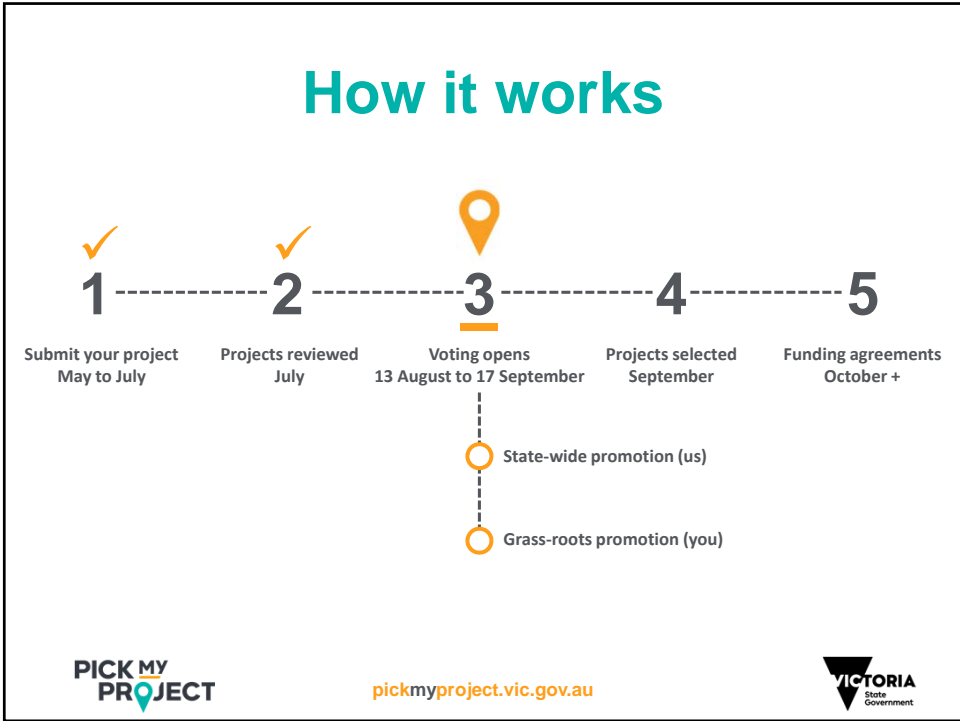 How it works
1 2 3 4 5
Submit your project
May to July
Projects reviewed
July
Voting opens
13 August to 17 September
Projects selected
September
Funding agreements
October +
State-wide promotion (us)
Grass-roots promotion (you)
PICK MY
PROJECT
pickmyproject.vic.gov.au
VICTORIA
State
Government